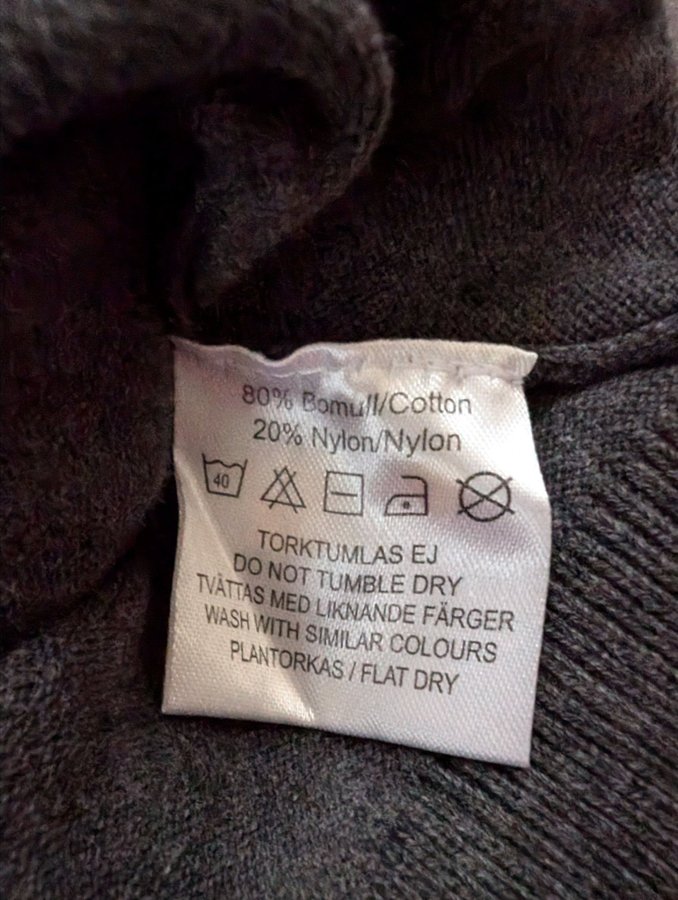 80% Bomull/Cotton
20% Nylon/Nylon
40
TORKTUMLAS EJ
DO NOT TUMBLE DRY
TVÄTTAS MED LIKNANDE FÄRGER
WASH WITH SIMILAR COLOURS
PLANTORKAS / FLAT DRY